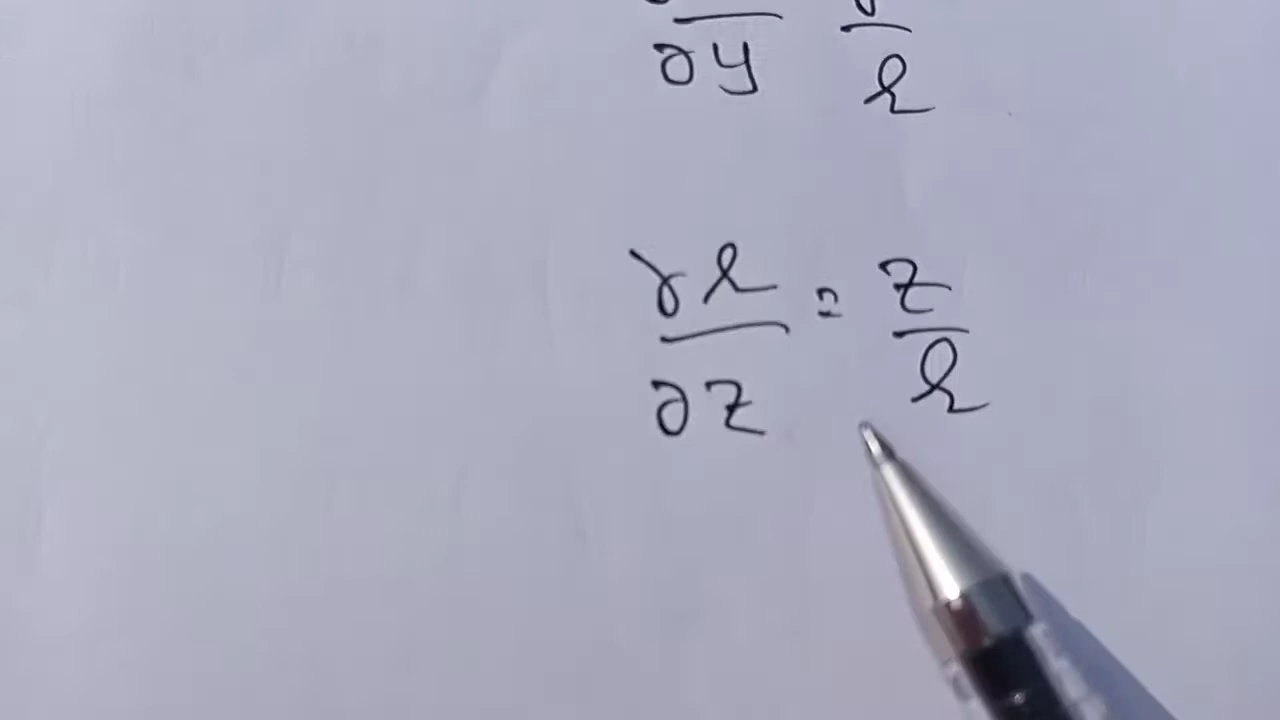 ∂y r
∂r = z
∂z r